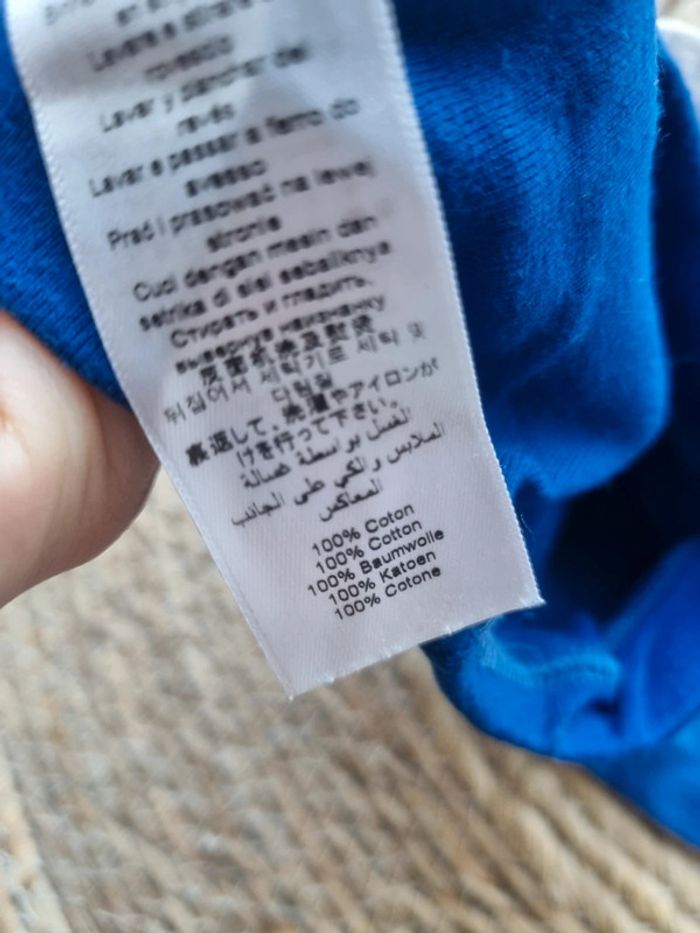 Lavare e stirare a
rovescio
Lavar y planchar del
revés
Lavar e passar a ferro do
avesso
Prać i prasować na lewej
stronie
Cuci dengan mesin dan
setrika di sisi sebaliknya
Стирать и гладить,
вывернув наизнанку
反面机洗及熨烫
뒤집어서 세탁기로 세탁 및
다림질
裏返して、洗濯やアイロンが
けを行って下さい。
الغسل بواسطة غسالة
الملابس والكي على الجانب
المعاكس
100% Coton
100% Cotton
100% Baumwolle
100% Katoen
100% Cotone